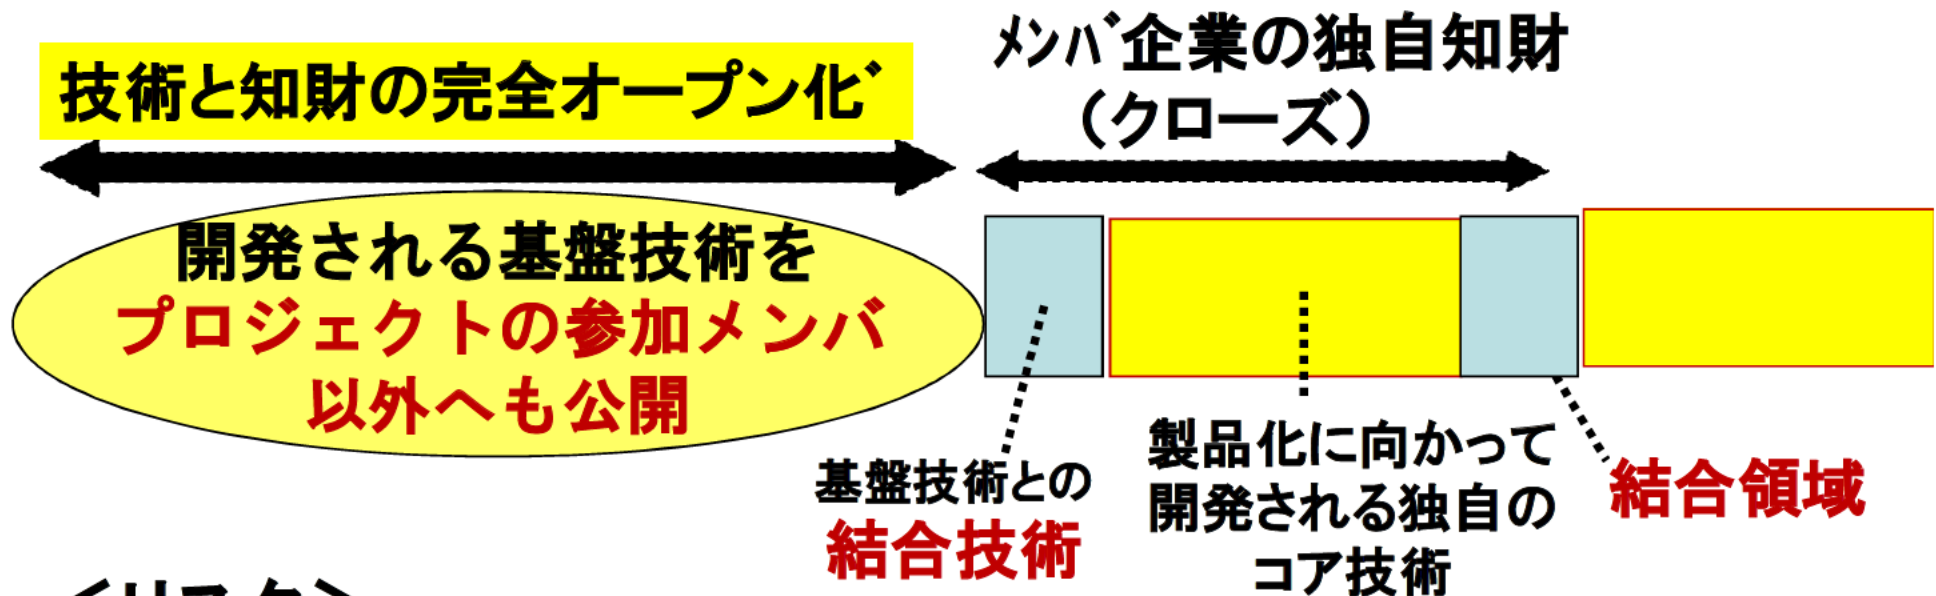 技術と知財の完全オープン化ﾞ
ﾒﾝﾊﾞ企業の独自知財
（クローズ）
開発される基盤技術を
プロジェクトの参加メンバ
以外へも公開
基盤技術との
結合技術
製品化に向かって
開発される独自の
コア技術
結合領域
＜リスク＞